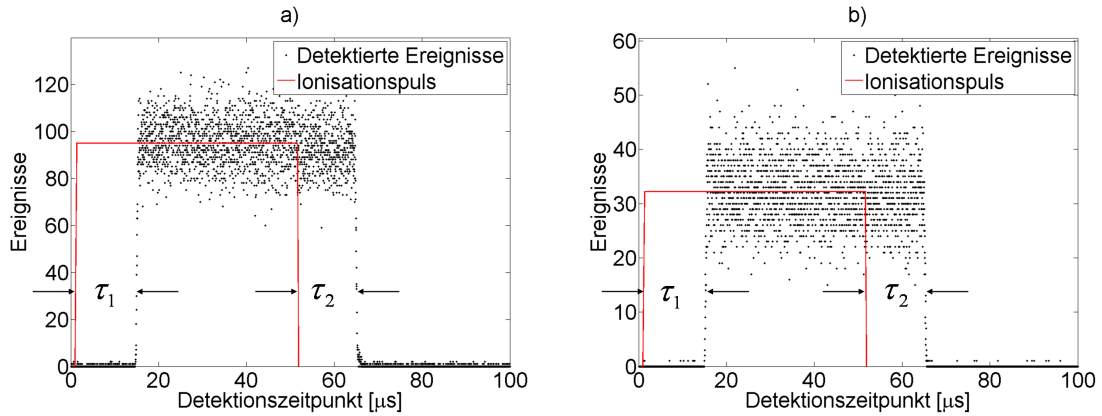 a)
Detektierte Ereignisse
Ionisationspuls
120
100
80
60
40
20
0
Ereignisse
τ1
τ2
0 20 40 60 80 100
Detektionszeitpunkt [µs]
b)
Detektierte Ereignisse
Ionisationspuls
60
50
40
30
20
10
0
Ereignisse
τ1
τ2
0 20 40 60 80 100
Detektionszeitpunkt [µs]